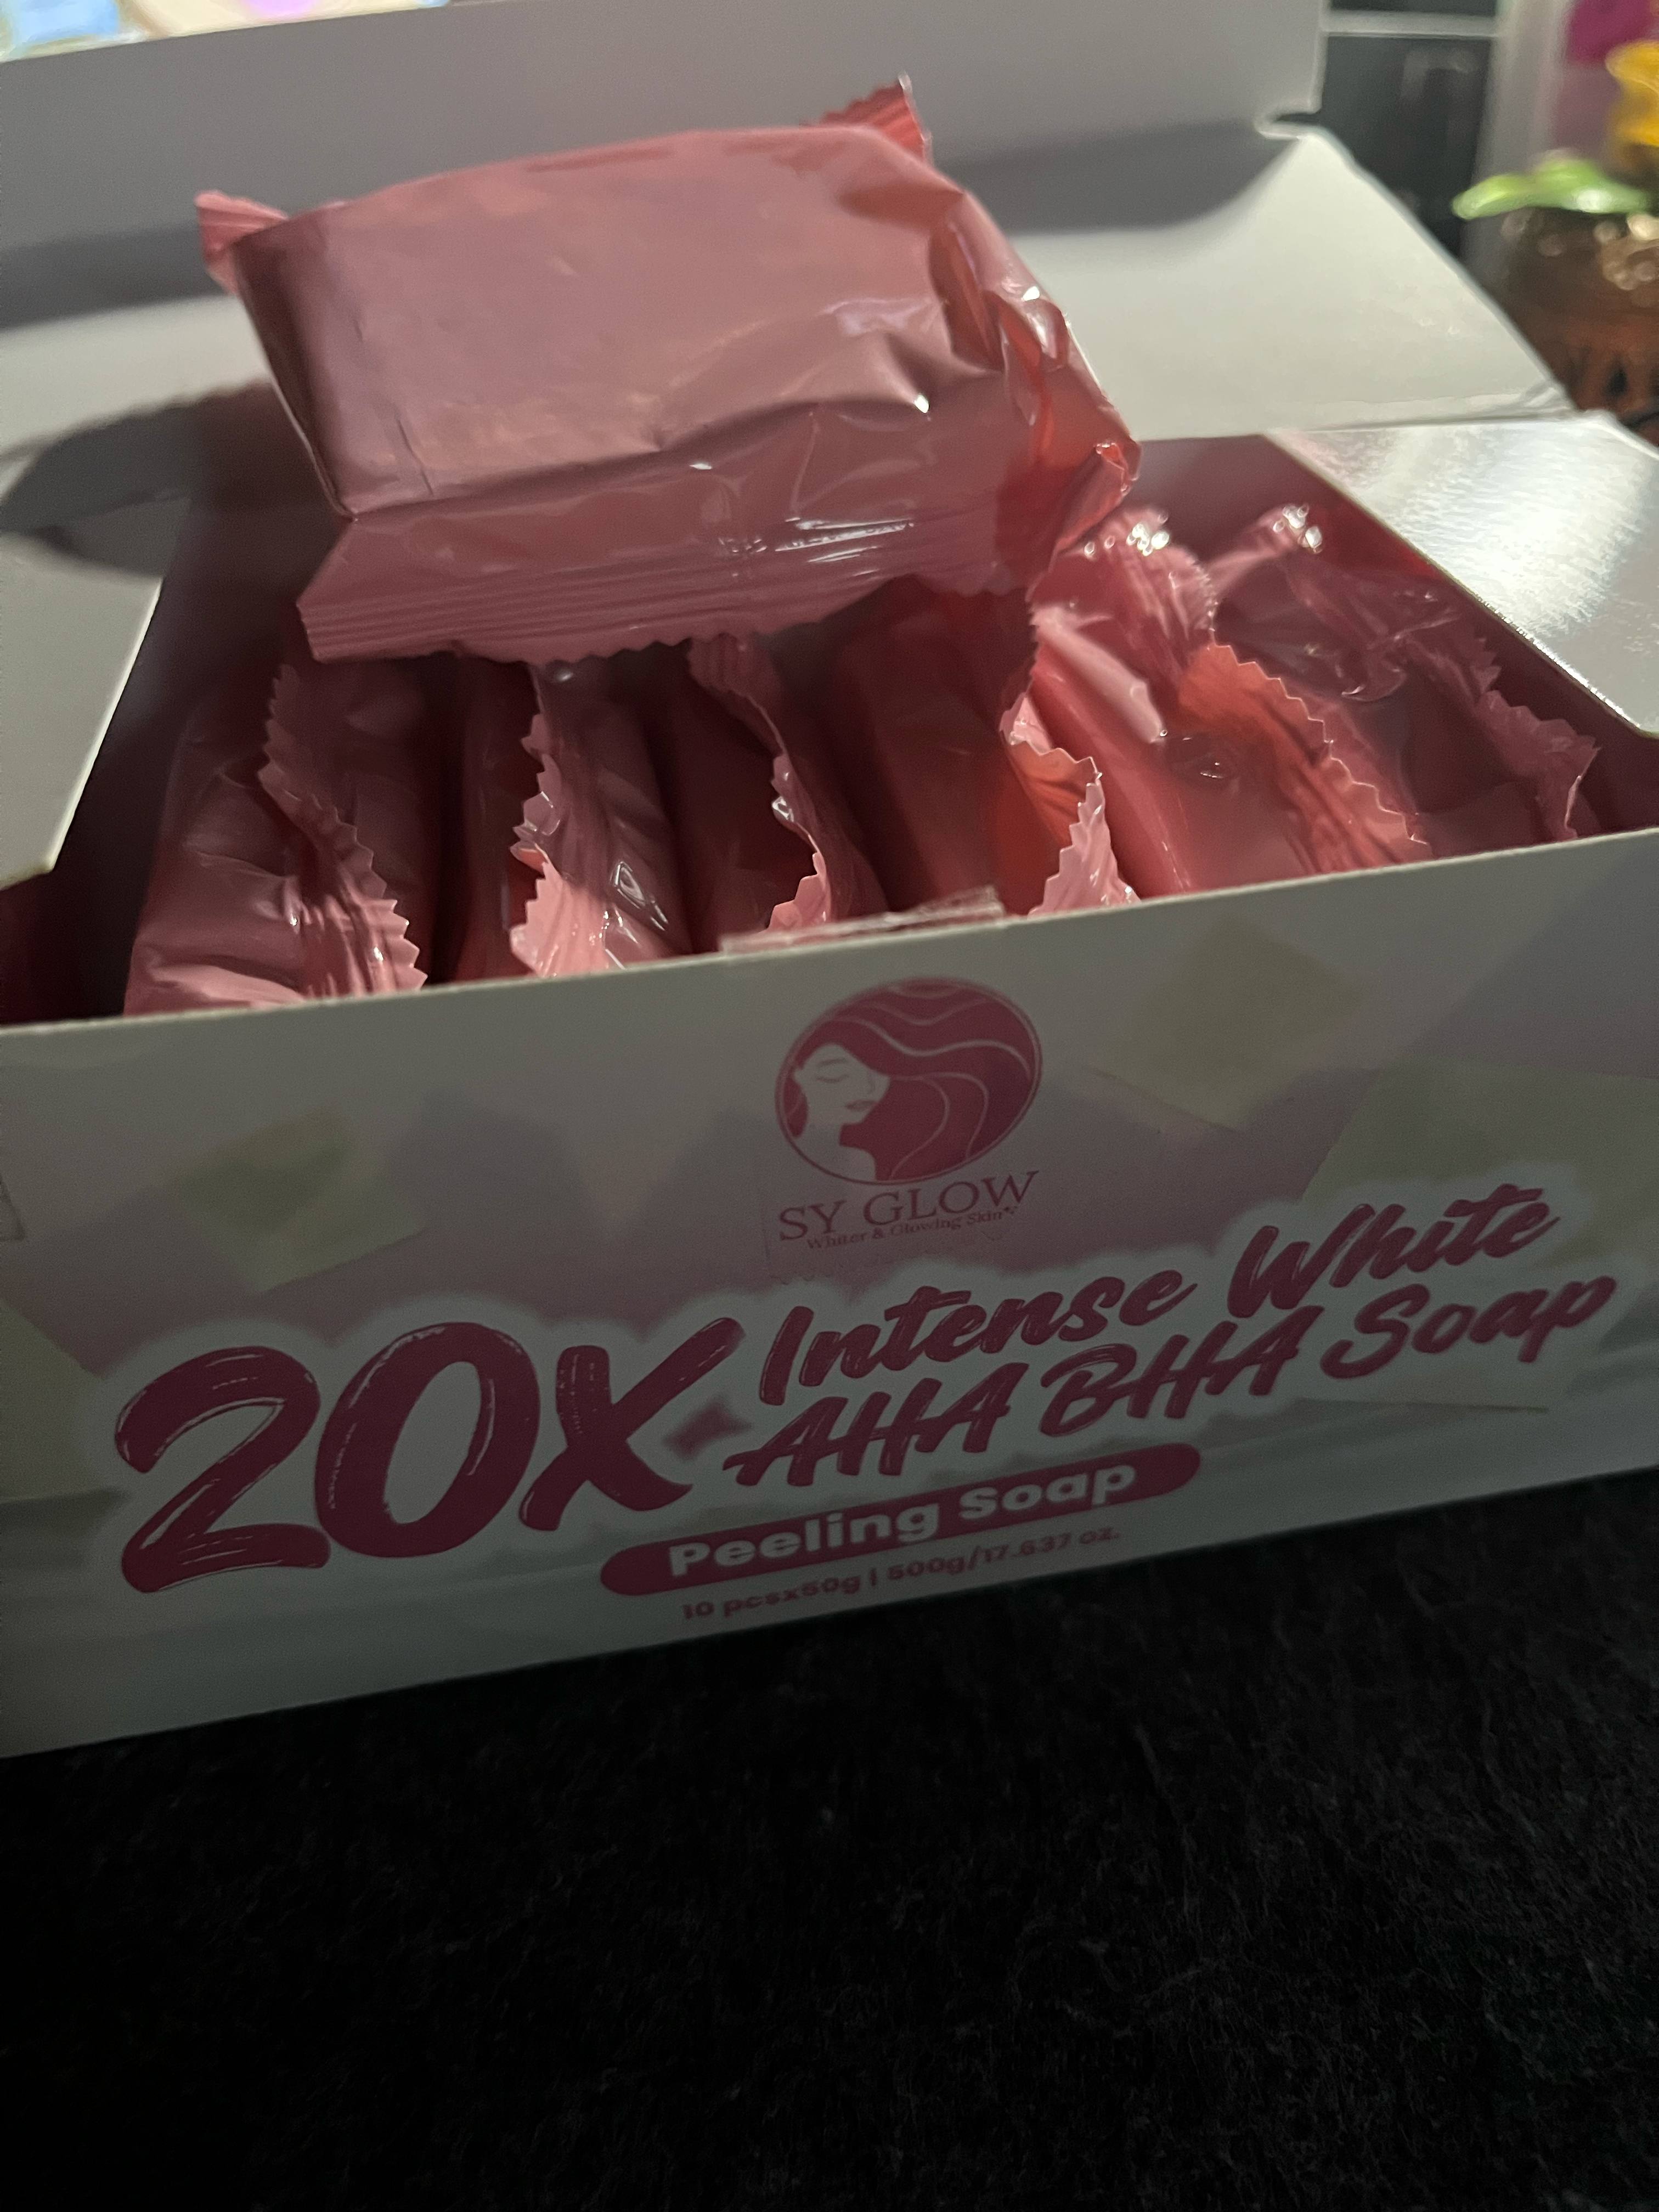 SY GLOW
Whiter & Glowing Skin
20X Intense White
AHA BHA Soap
Peeling Soap
10 pcsx50g | 500g/17.637 oz.